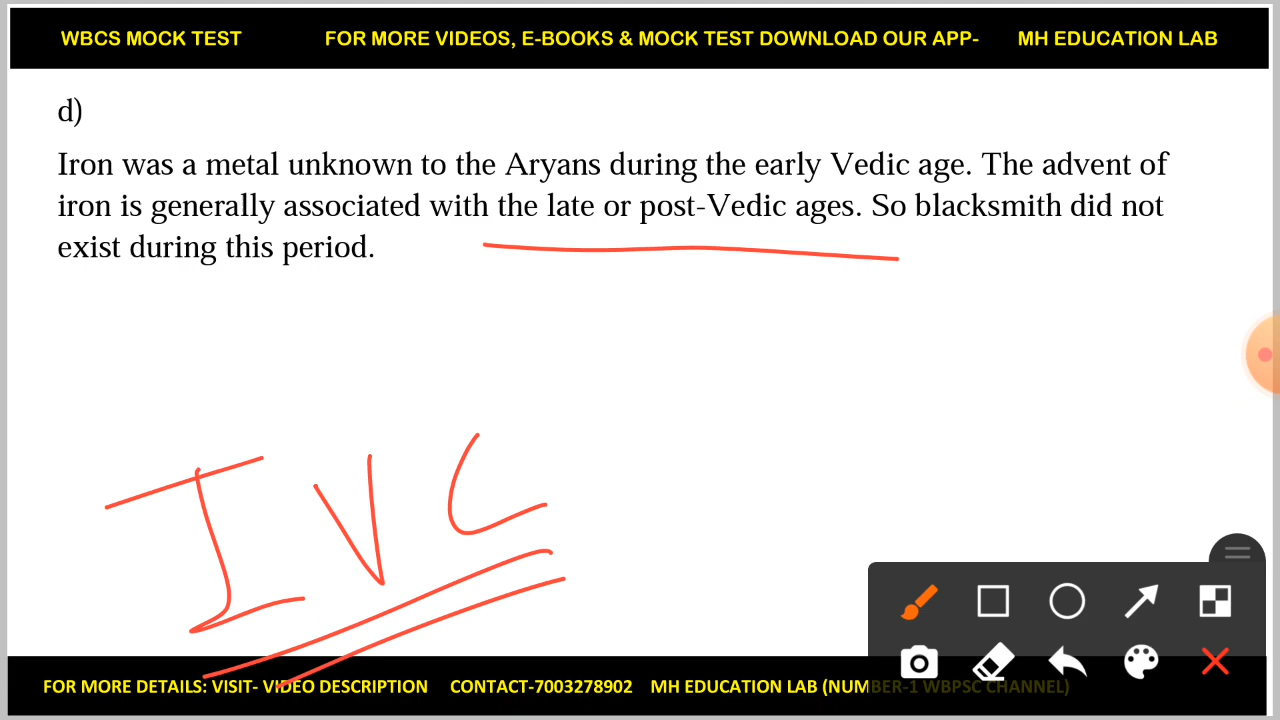 WBCS MOCK TEST FOR MORE VIDEOS, E-BOOKS & MOCK TEST DOWNLOAD OUR APP- MH EDUCATION LAB
d)
Iron was a metal unknown to the Aryans during the early Vedic age. The advent of
iron is generally associated with the late or post-Vedic ages. So blacksmith did not
exist during this period.
IVC
FOR MORE DETAILS: VISIT- VIDEO DESCRIPTION CONTACT-7003278902 MH EDUCATION LAB (NUMBER-1 WBPSC CHANNEL)